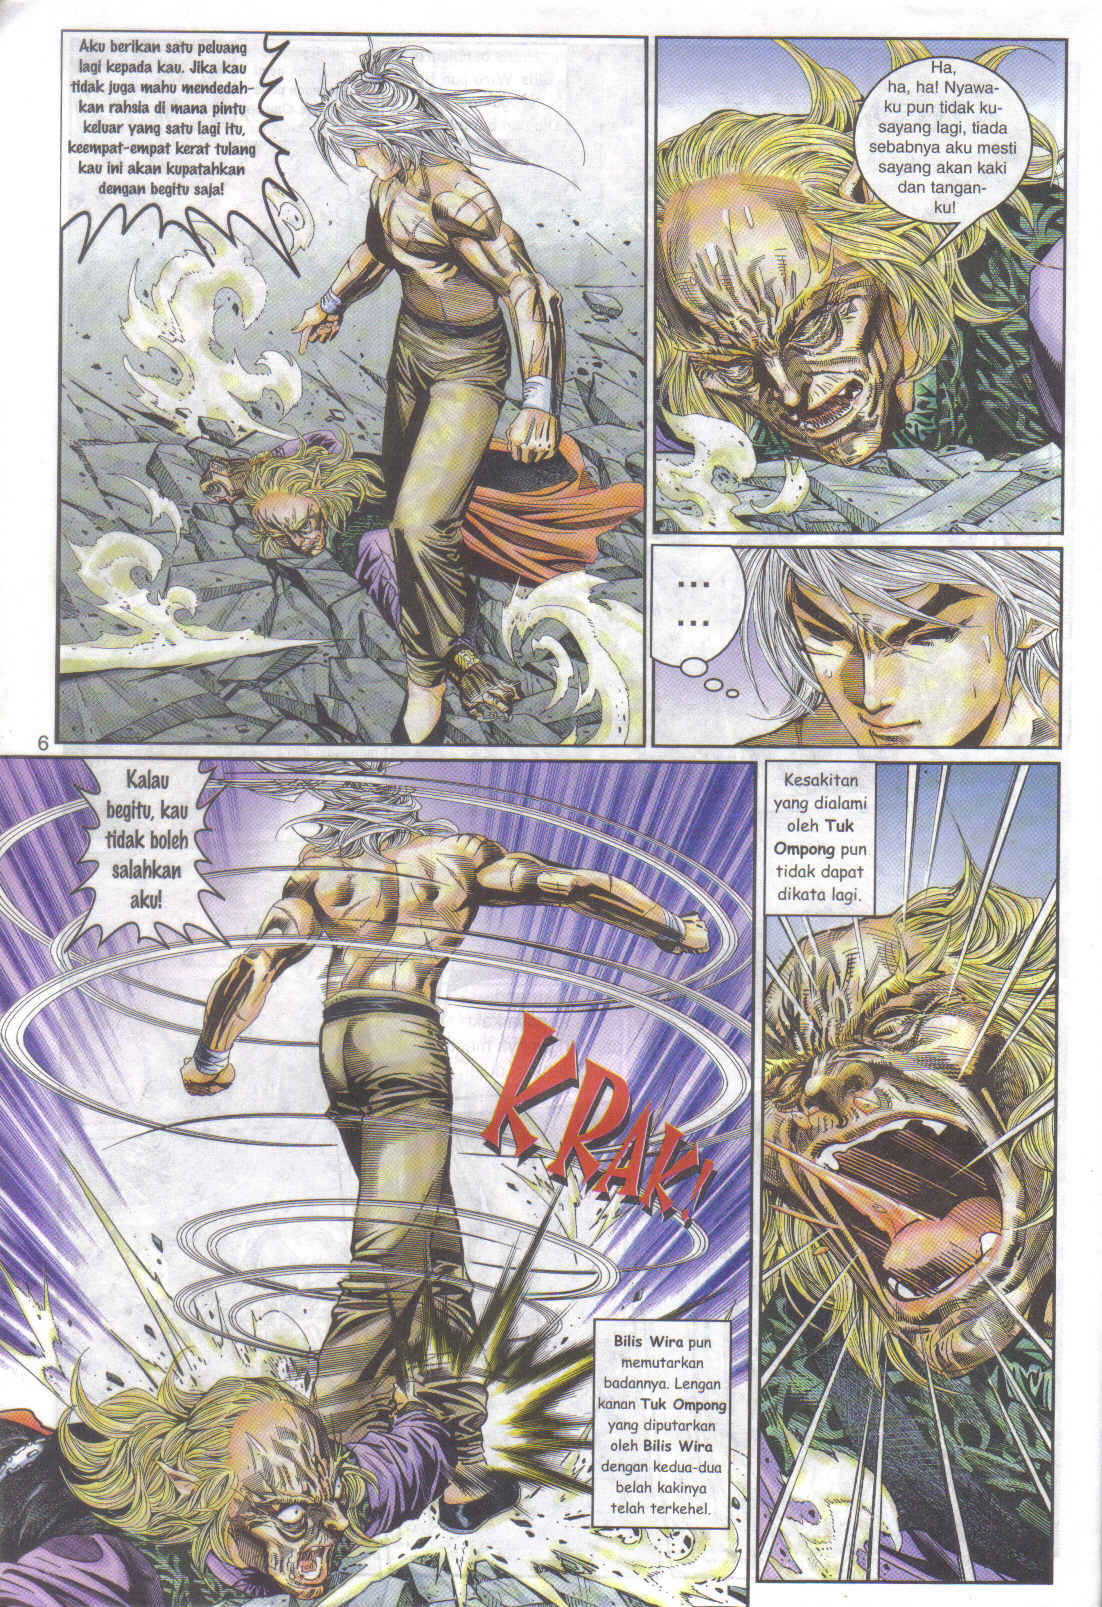 Aku berikan satu peluang
lagi kepada kau. Jika kau
tidak juga mahu mendedah-
kan rahsia di mana pintu
keluar yang satu lagi itu,
keempat-empat kerat tulang
kau ini akan kupatahkan
dengan begitu saja!
Ha,
ha, ha! Nyawa-
ku pun tidak ku-
sayang lagi, tiada
sebabnya aku mesti
sayang akan kaki
dan tangan-
ku!
...
...
6
Kalau
begitu, kau
tidak boleh
salahkan
aku!
KRAK!
Bilis Wira pun
memutarkan
badannya. Lengan
kanan Tuk Ompong
yang diputarkan
oleh Bilis Wira
dengan kedua-dua
belah kakinya
telah terkehel.
Kesakitan
yang dialami
oleh Tuk
Ompong pun
tidak dapat
dikata lagi.